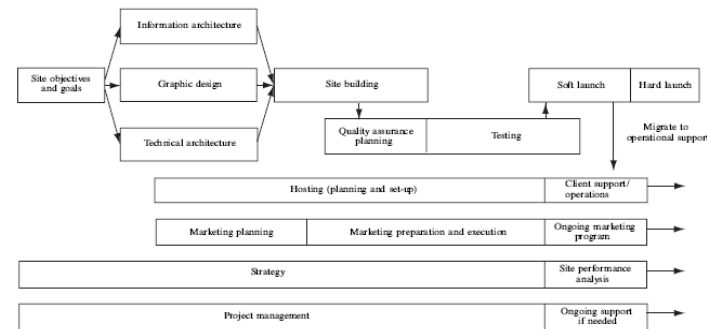 Information architecture
Site objectives
and goals
Graphic design
Site building
Soft launch
Hard launch
Technical architecture
Quality assurance
planning
Testing
Migrate to
operational support
Hosting (planning and set-up)
Client support/
operations
Marketing planning
Marketing preparation and execution
Ongoing marketing
program
Strategy
Site performance
analysis
Project management
Ongoing support
if needed